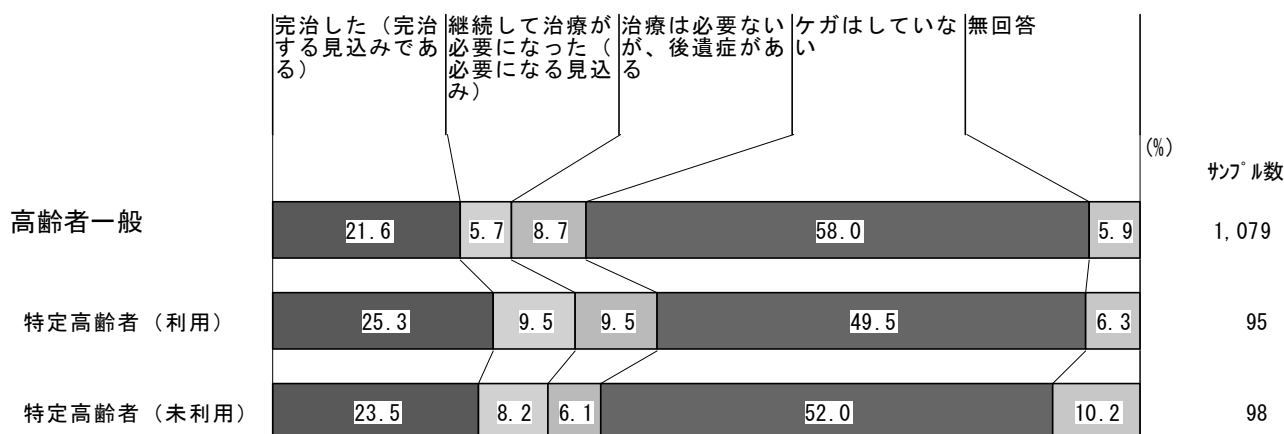 完治した（完治
する見込みであ
る）
継続して治療が
必要になった（
必要になる見込
み）
治療は必要ない
が、後遺症があ
る
ケガはしていな
い
無回答
(%)
ｻﾝﾌﾟﾙ数
高齢者一般 21.6 5.7 8.7 58.0 5.9 1,079
特定高齢者（利用） 25.3 9.5 9.5 49.5 6.3 95
特定高齢者（未利用） 23.5 8.2 6.1 52.0 10.2 98